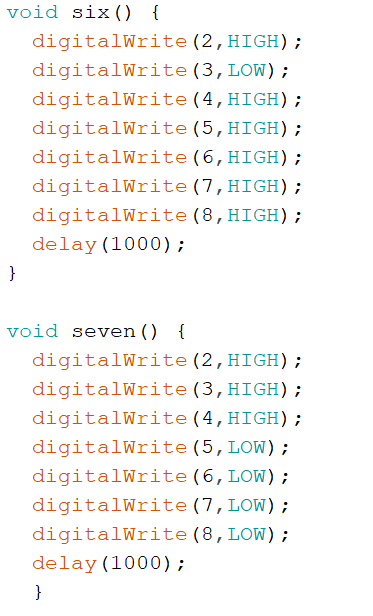 void six() {
  digitalWrite(2,HIGH);
  digitalWrite(3,LOW);
  digitalWrite(4,HIGH);
  digitalWrite(5,HIGH);
  digitalWrite(6,HIGH);
  digitalWrite(7,HIGH);
  digitalWrite(8,HIGH);
  delay(1000);
}

void seven() {
  digitalWrite(2,HIGH);
  digitalWrite(3,HIGH);
  digitalWrite(4,HIGH);
  digitalWrite(5,LOW);
  digitalWrite(6,LOW);
  digitalWrite(7,LOW);
  digitalWrite(8,LOW);
  delay(1000);
  }